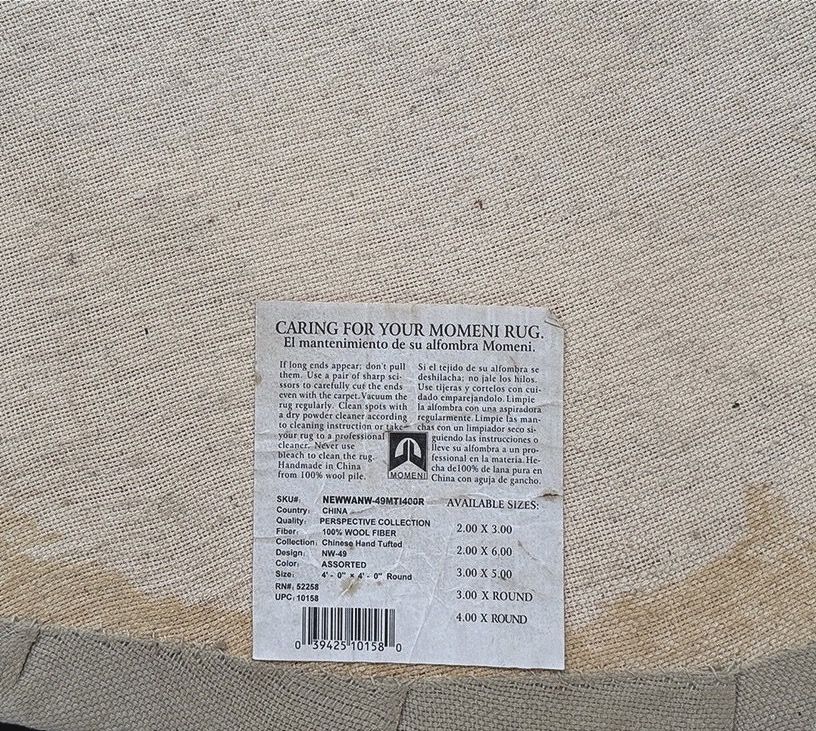 CARING FOR YOUR MOMENI RUG.
El mantenimiento de su alfombra Momeni.
If long ends appear; don't pull
them. Use a pair of sharp sci-
ssors to carefully cut the ends
even with the carpet. Vacuum the
rug regularly. Clean spots with
a dry powder cleaner according
to cleaning instruction or take
your rug to a professional
cleaner. Never use
bleach to clean the rug.
Handmade in China
from 100% wool pile.
Si el tejido de su alfombra se
deshilacha; no jale los hilos.
Use tijeras y cortelos con cui-
dado emparejandolo. Limpie
la alfombra con una aspiradora
regularmente. Limpie las man-
chas con un limpiador seco si-
guiendo las instrucciones o
lleve su alfombra a un pro-
fessional en la materia. He-
cha de100% de lana pura en
China con aguja de gancho.
MOMENI
SKU#: NEWWANW-49MTI400R
Country: CHINA
Quality: PERSPECTIVE COLLECTION
Fiber: 100% WOOL FIBER
Collection: Chinese Hand Tufted
Design: NW-49
Color: ASSORTED
Size: 4' - 0" × 4' - 0" Round
RN#: 52258
UPC: 10158
0 39425 10158 0
AVAILABLE SIZES:
2.00 X 3.00
2.00 X 6.00
3.00 X 5.00
3.00 X ROUND
4.00 X ROUND